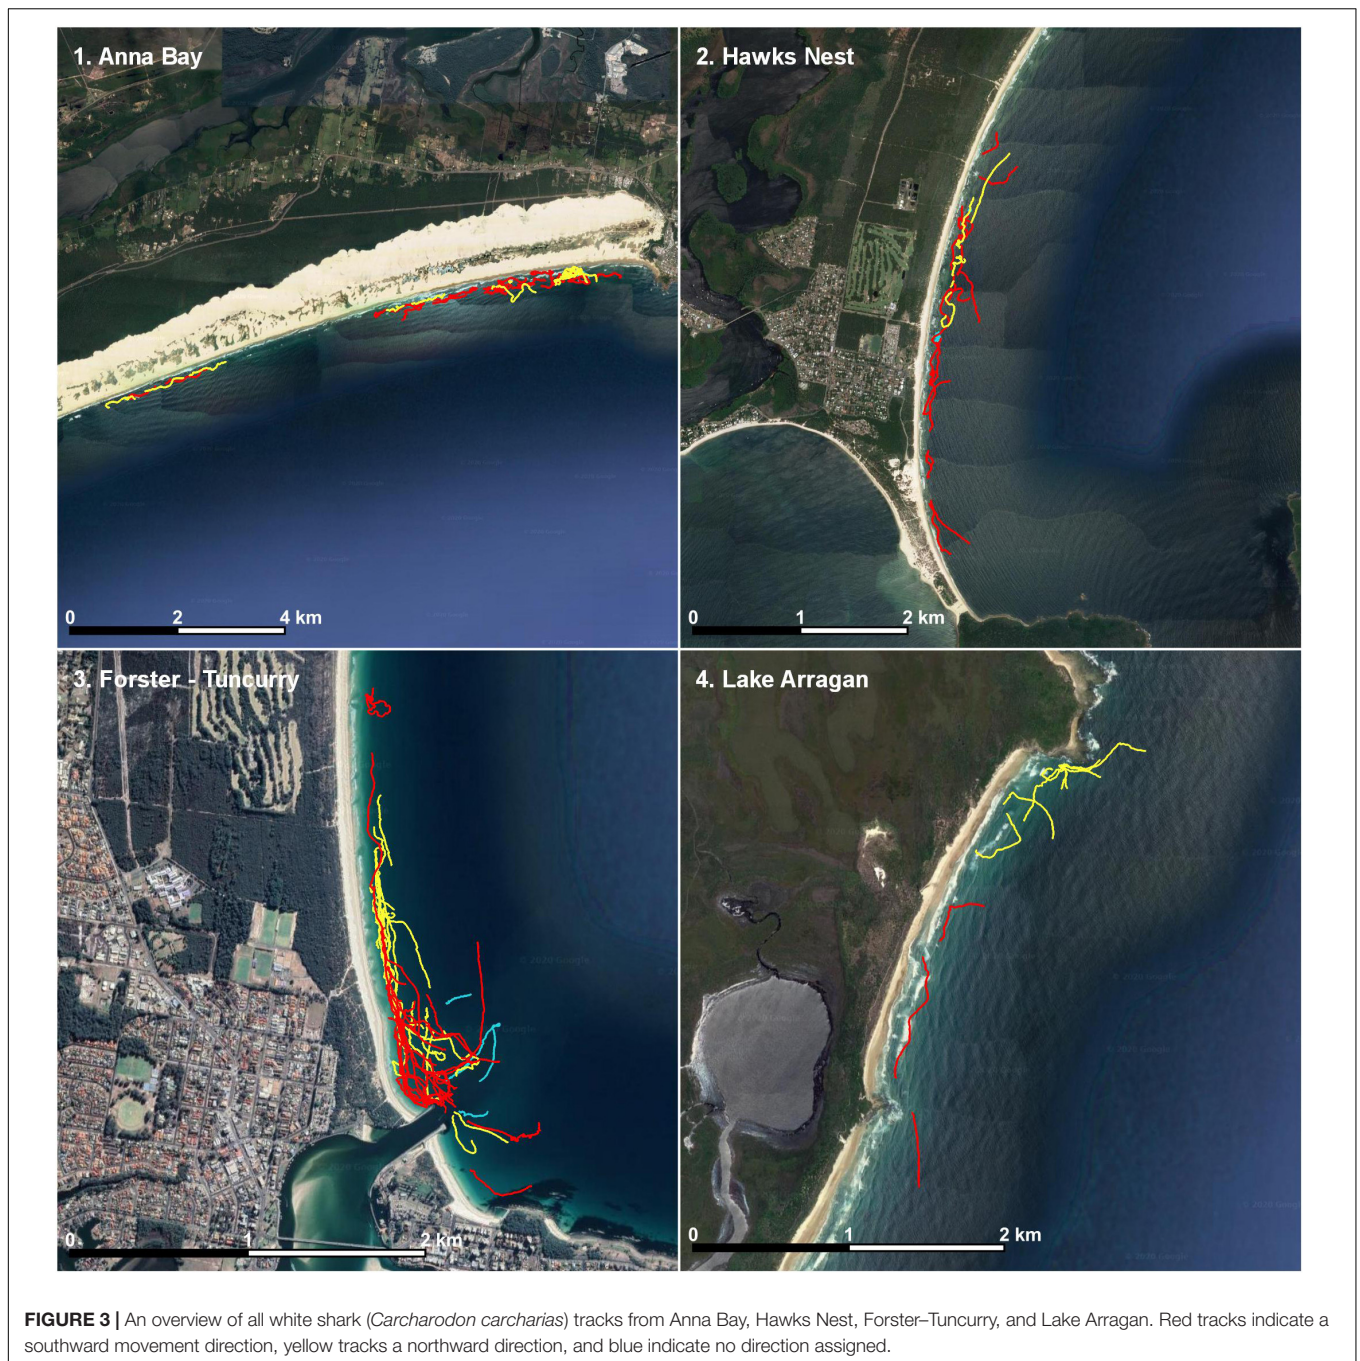 1. Anna Bay
2. Hawks Nest
0 2 4 km
0 1 2 km
3. Forster - Tuncurry
4. Lake Arragan
0 1 2 km
0 1 2 km
FIGURE 3 | An overview of all white shark (Carcharodon carcharias) tracks from Anna Bay, Hawks Nest, Forster–Tuncurry, and Lake Arragan. Red tracks indicate a
southward movement direction, yellow tracks a northward direction, and blue indicate no direction assigned.